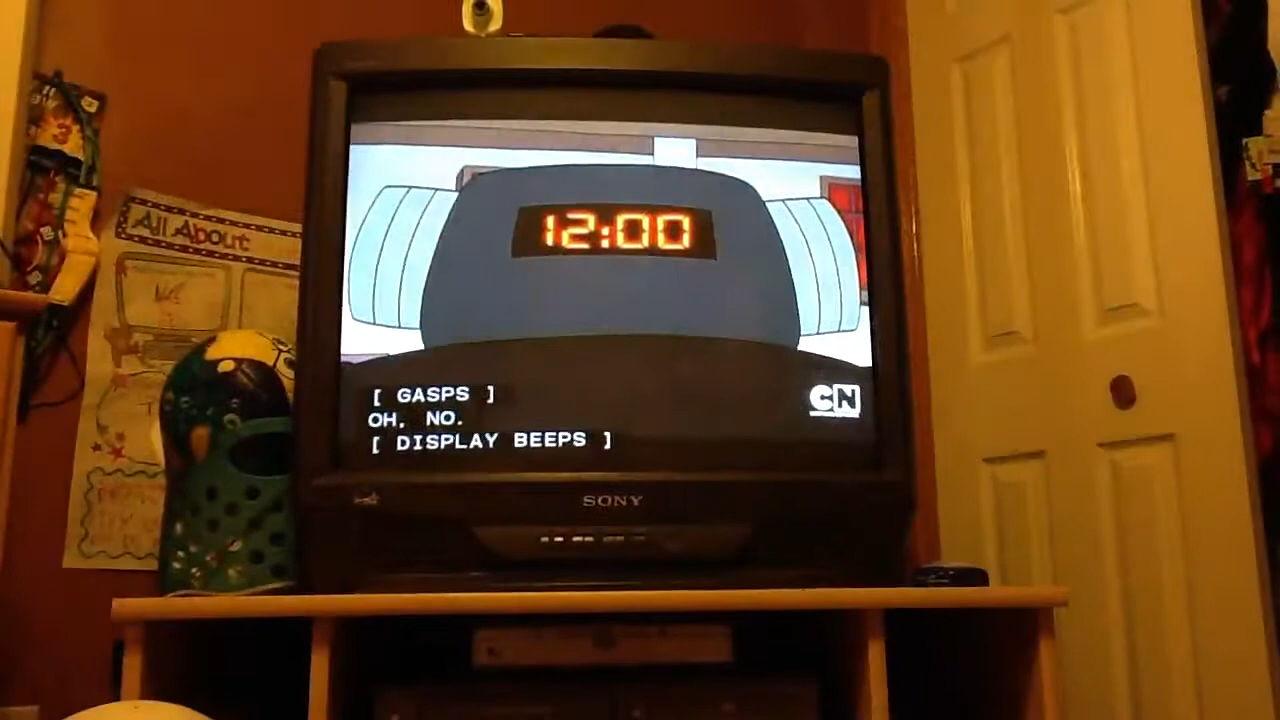 All About
12:00
[ GASPS ]
OH, NO.
[ DISPLAY BEEPS ]
CN
SONY